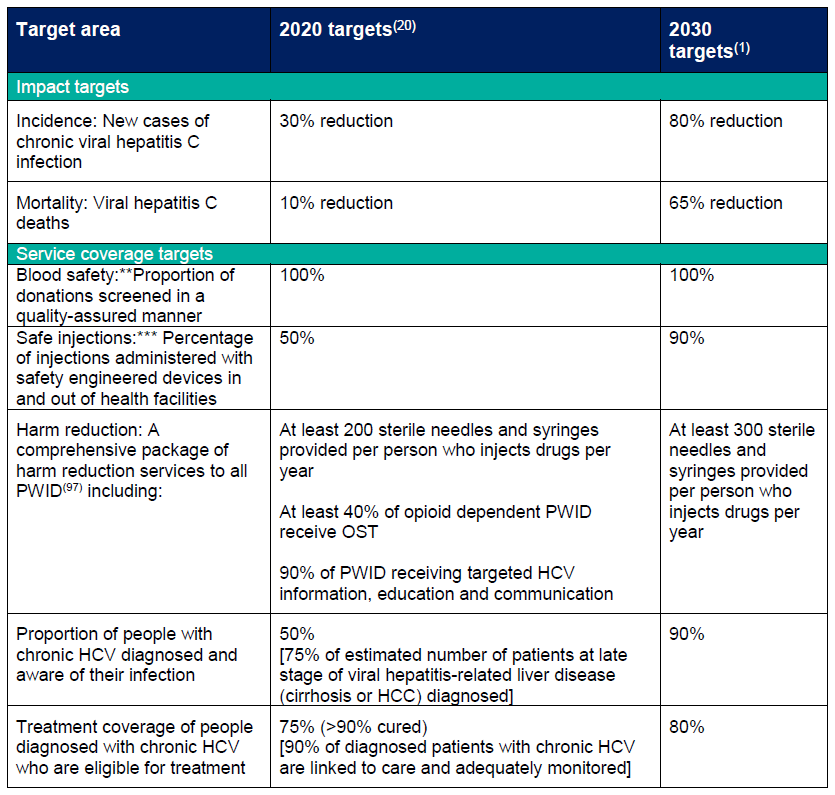 Target area
2020 targets(20)
2030
targets(1)
Impact targets
Incidence: New cases of
chronic viral hepatitis C
infection
30% reduction
80% reduction
Mortality: Viral hepatitis C
deaths
10% reduction
65% reduction
Service coverage targets
Blood safety:**Proportion of
donations screened in a
quality-assured manner
100%
100%
Safe injections:*** Percentage
of injections administered with
safety engineered devices in
and out of health facilities
50%
90%
Harm reduction: A
comprehensive package of
harm reduction services to all
PWID(97) including:
At least 200 sterile needles and syringes
provided per person who injects drugs per
year
At least 40% of opioid dependent PWID
receive OST
90% of PWID receiving targeted HCV
information, education and communication
At least 300 sterile
needles and
syringes provided
per person who
injects drugs per
year
Proportion of people with
chronic HCV diagnosed and
aware of their infection
50%
[75% of estimated number of patients at late
stage of viral hepatitis-related liver disease
(cirrhosis or HCC) diagnosed]
90%
Treatment coverage of people
diagnosed with chronic HCV
who are eligible for treatment
75% (>90% cured)
[90% of diagnosed patients with chronic HCV
are linked to care and adequately monitored]
80%